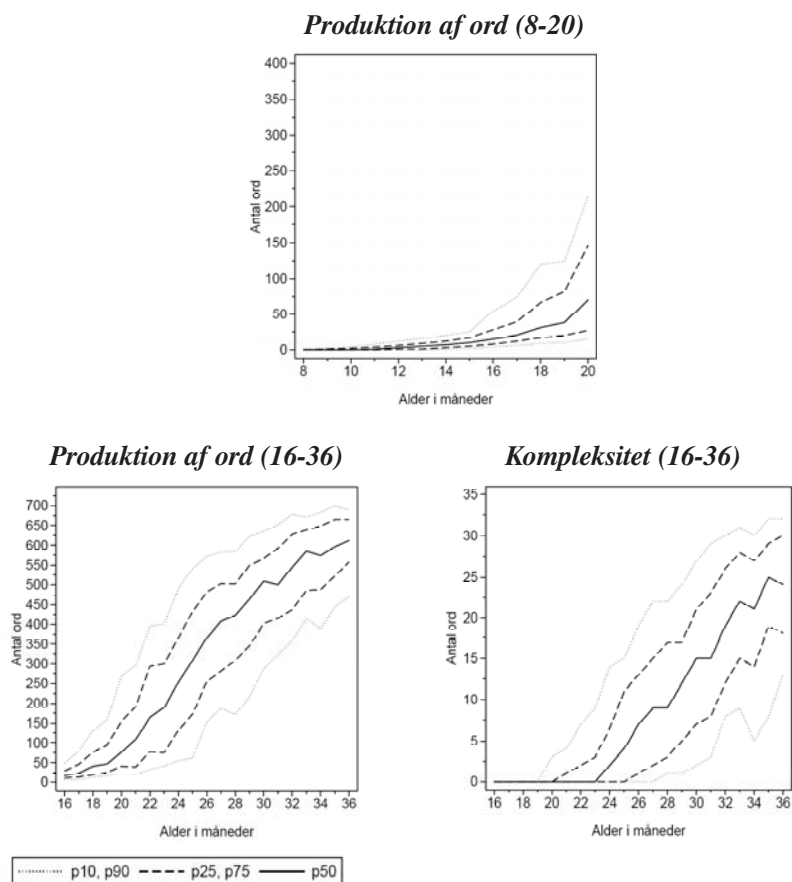 Produktion af ord (8-20)
400
350
300
250
200
150
100
50
0
Antal ord
8 10 12 14 16 18 20
Alder i måneder
Produktion af ord (16-36)
700
650
600
550
500
450
400
350
300
250
200
150
100
50
0
Antal ord
16 18 20 22 24 26 28 30 32 34 36
Alder i måneder
Kompleksitet (16-36)
35
30
25
20
15
10
5
0
Antal ord
16 18 20 22 24 26 28 30 32 34 36
Alder i måneder
p10, p90 p25, p75 p50